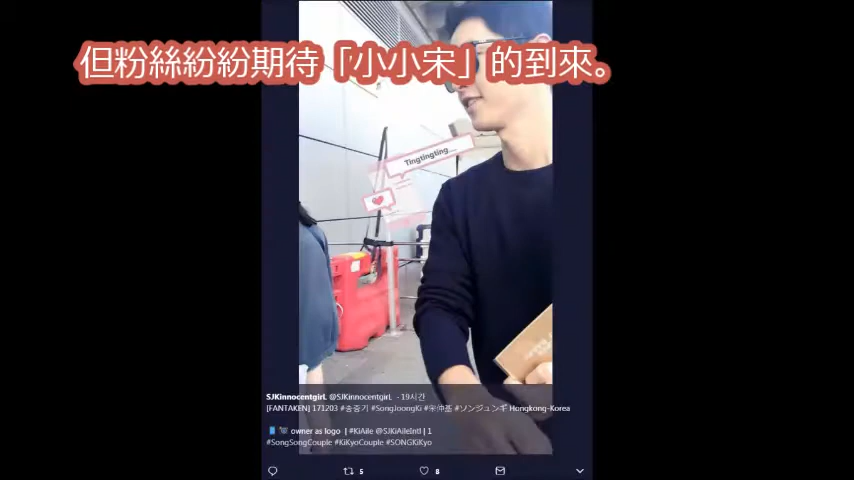 但粉絲紛紛期待「小小宋」的到來。
Tingtingting....
SJKinnocentgirL @SJKinnocentgirL - 19시간
[FANTAKEN] 171203 #송중기 #SongJoongKi #宋仲基 #ソンジュンギ Hongkong-Korea
owner as logo | #KiAile @SJKiAileIntl | 1
#SongSongCouple #KiKyoCouple #SONGKiKyo
5 8